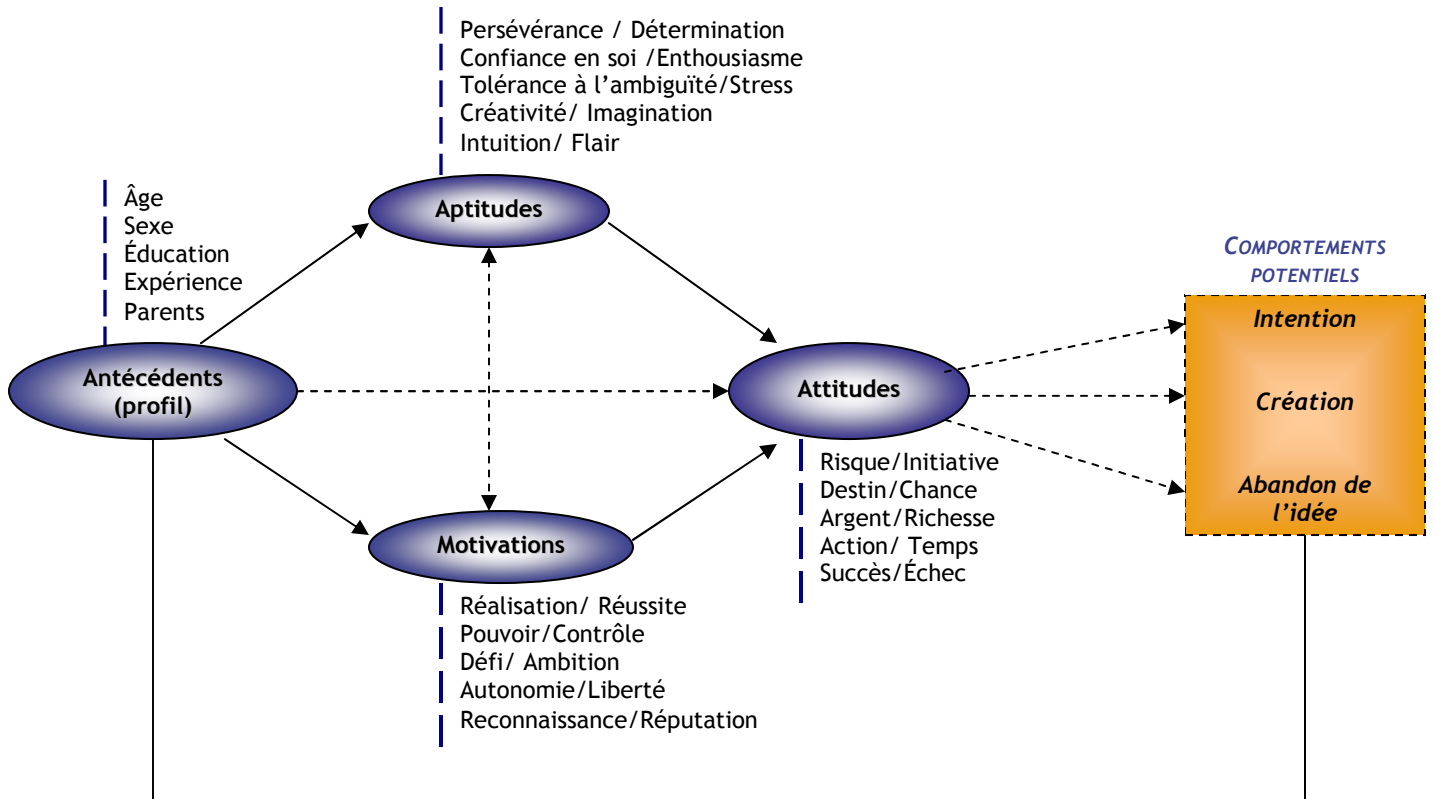 Persévérance / Détermination
Confiance en soi /Enthousiasme
Tolérance à l’ambiguïté/Stress
Créativité/ Imagination
Intuition/ Flair
Âge
Sexe
Éducation
Expérience
Parents
Aptitudes
COMPORTEMENTS
POTENTIELS
Intention
Création
Abandon de
l’idée
Antécédents
(profil)
Attitudes
Risque/Initiative
Destin/Chance
Argent/Richesse
Action/ Temps
Succès/Échec
Motivations
Réalisation/ Réussite
Pouvoir/Contrôle
Défi/ Ambition
Autonomie/Liberté
Reconnaissance/Réputation